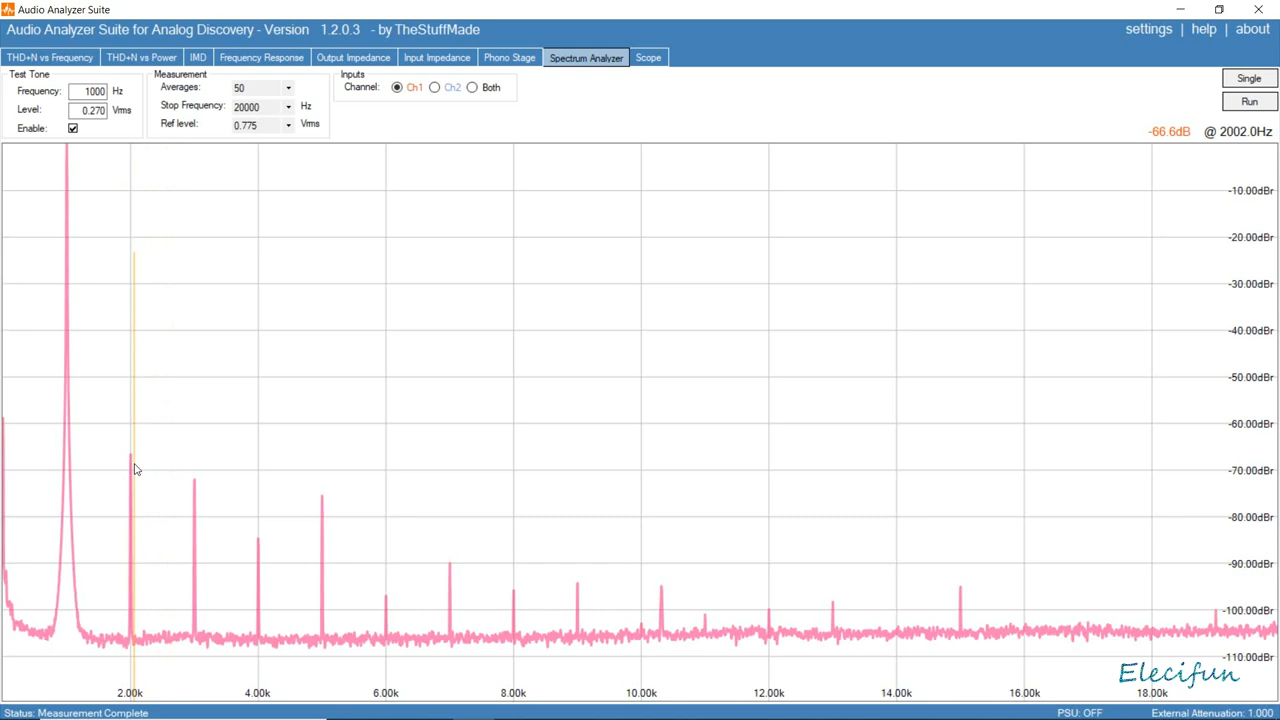 Audio Analyzer Suite
Audio Analyzer Suite for Analog Discovery - Version 1.2.0.3 - by TheStuffMade
settings | help | about
THD+N vs Frequency THD+N vs Power IMD Frequency Response Output Impedance Input Impedance Phono Stage Spectrum Analyzer Scope
Test Tone Measurement Inputs
Frequency: 1000 Hz Averages: 50 Channel: Ch1 Ch2 Both Single
Level: 0.270 Vrms Stop Frequency: 20000 Hz Run
Enable: Ref level: 0.775 Vrms
-66.6dB @ 2002.0Hz
-10.00dBr
-20.00dBr
-30.00dBr
-40.00dBr
-50.00dBr
-60.00dBr
-70.00dBr
-80.00dBr
-90.00dBr
-100.00dBr
-110.00dBr
Elecifun
2.00k 4.00k 6.00k 8.00k 10.00k 12.00k 14.00k 16.00k 18.00k
Status: Measurement Complete PSU: OFF External Attenuation: 1.000